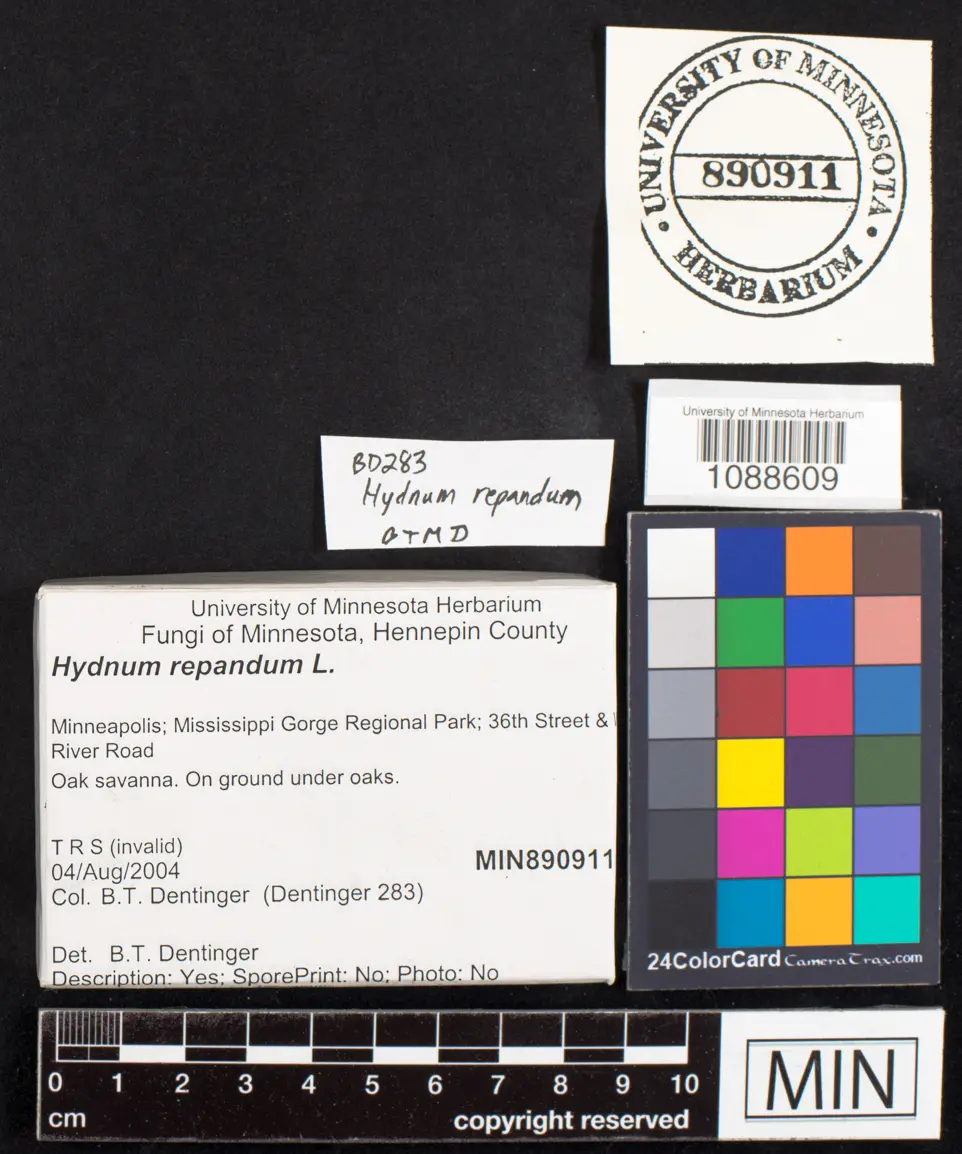 UNIVERSITY OF MINNESOTA
890911
HERBARIUM
University of Minnesota Herbarium
1088609
BD283
Hydnum repandum
BTMD
University of Minnesota Herbarium
Fungi of Minnesota, Hennepin County
Hydnum repandum L.
Minneapolis; Mississippi Gorge Regional Park; 36th Street &
River Road
Oak savanna. On ground under oaks.
T R S (invalid)
04/Aug/2004
MIN890911
Col. B.T. Dentinger (Dentinger 283)
Det. B.T. Dentinger
Description: Yes; SporePrint: No; Photo: No
24ColorCard CameraTrax.com
0 1 2 3 4 5 6 7 8 9 10
cm copyright reserved
MIN